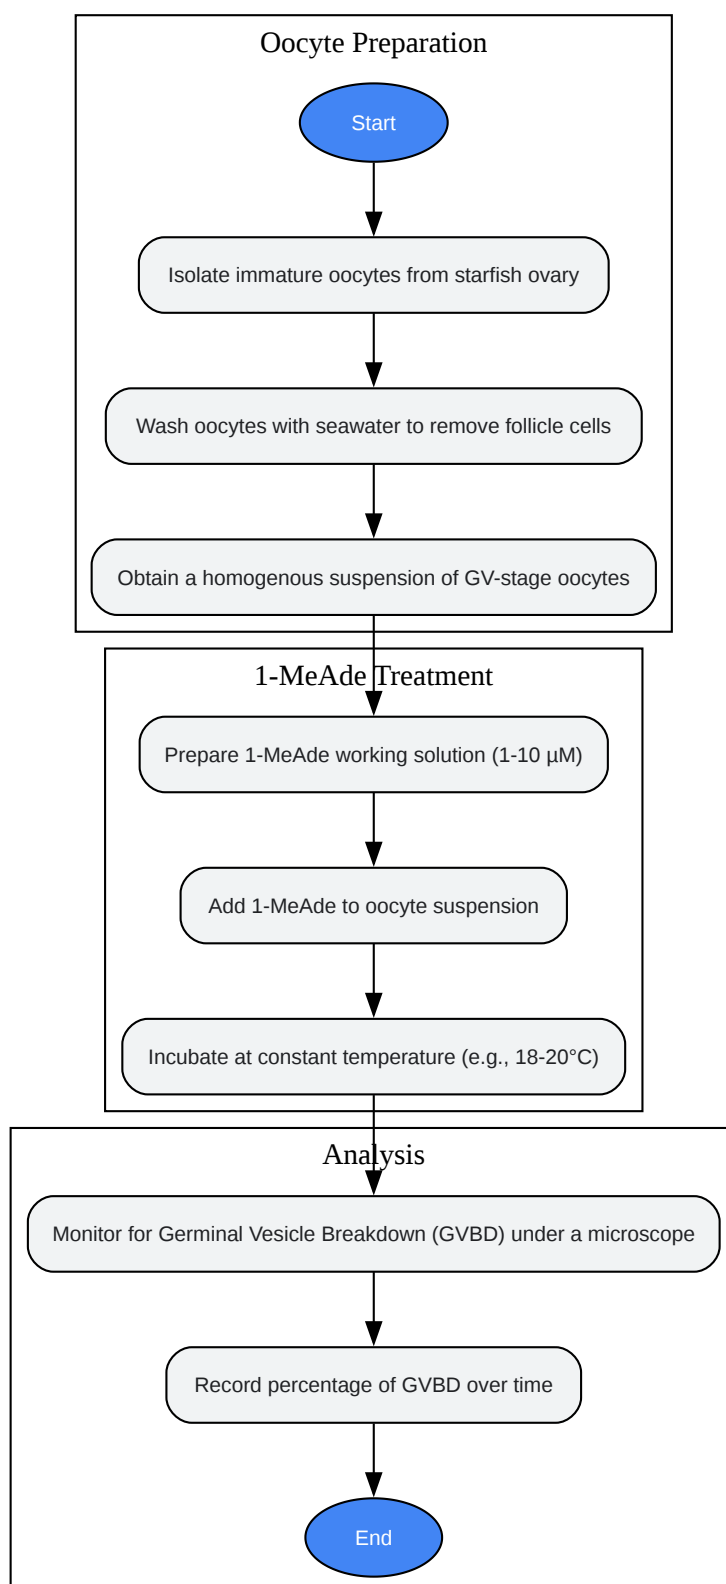 Oocyte Preparation
Start
Isolate immature oocytes from starfish ovary
Wash oocytes with seawater to remove follicle cells
Obtain a homogenous suspension of GV-stage oocytes
1-MeAde Treatment
Prepare 1-MeAde working solution (1-10 µM)
Add 1-MeAde to oocyte suspension
Incubate at constant temperature (e.g., 18-20°C)
Analysis
Monitor for Germinal Vesicle Breakdown (GVBD) under a microscope
Record percentage of GVBD over time
End